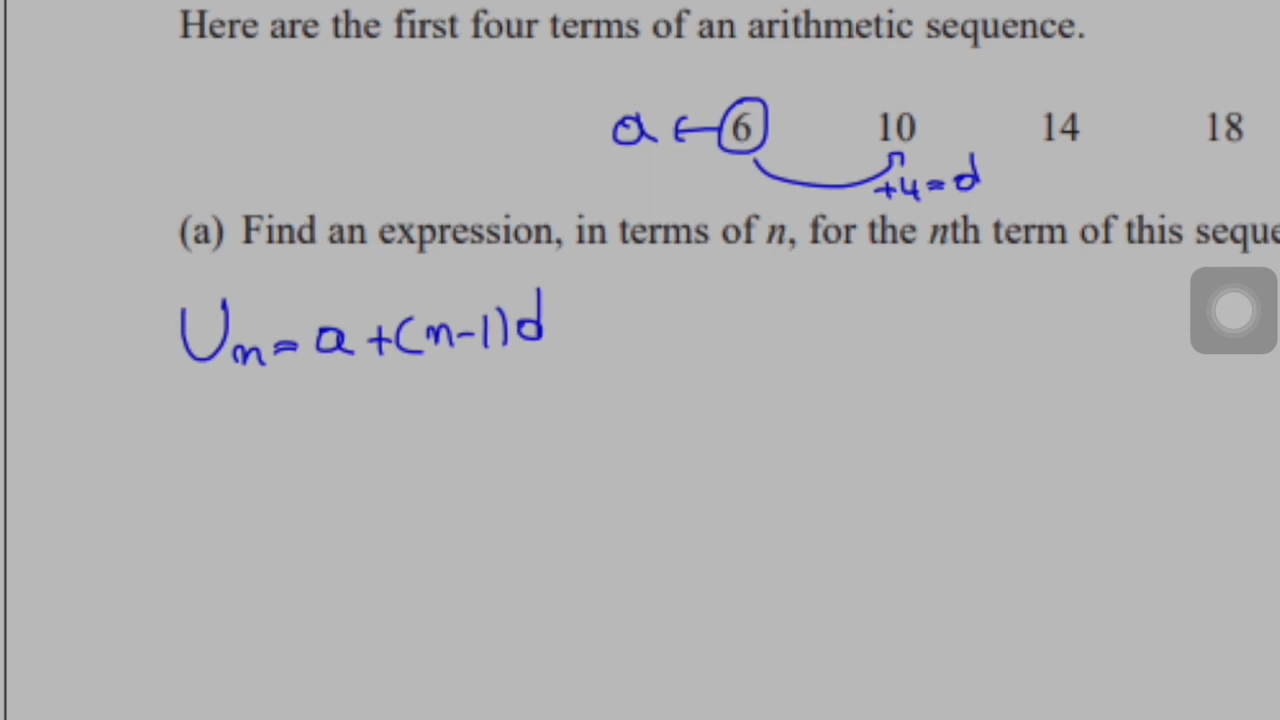 Here are the first four terms of an arithmetic sequence.
a ← 6 10 14 18
+4=d
(a) Find an expression, in terms of n, for the nth term of this seque
Un=a+(n-1)d